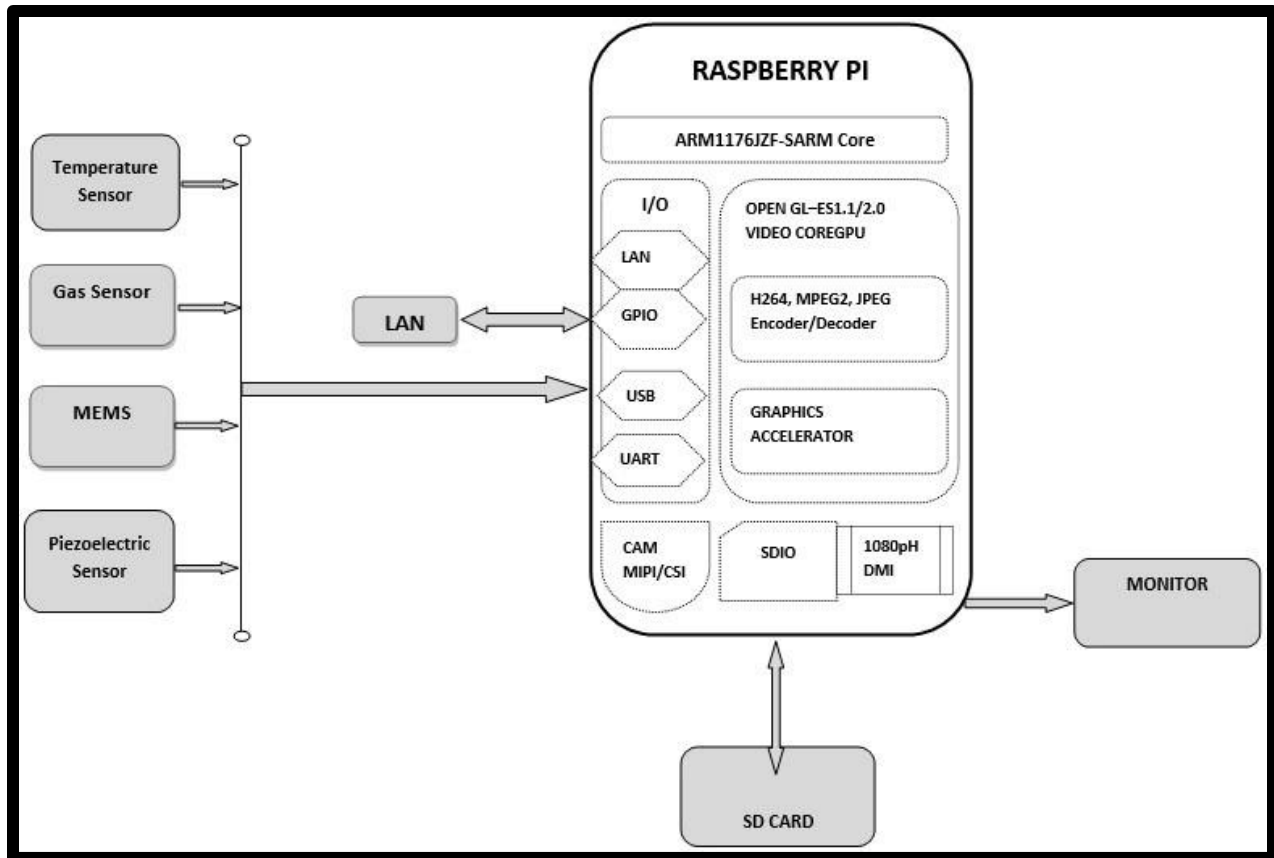 RASPBERRY PI
ARM1176JZF-SARM Core
Temperature
Sensor
Gas Sensor
MEMS
Piezoelectric
Sensor
LAN
I/O
LAN
GPIO
USB
UART
OPEN GL–ES1.1/2.0
VIDEO COREGPU
H264, MPEG2, JPEG
Encoder/Decoder
GRAPHICS
ACCELERATOR
CAM
MIPI/CSI
SDIO
1080pH
DMI
MONITOR
SD CARD